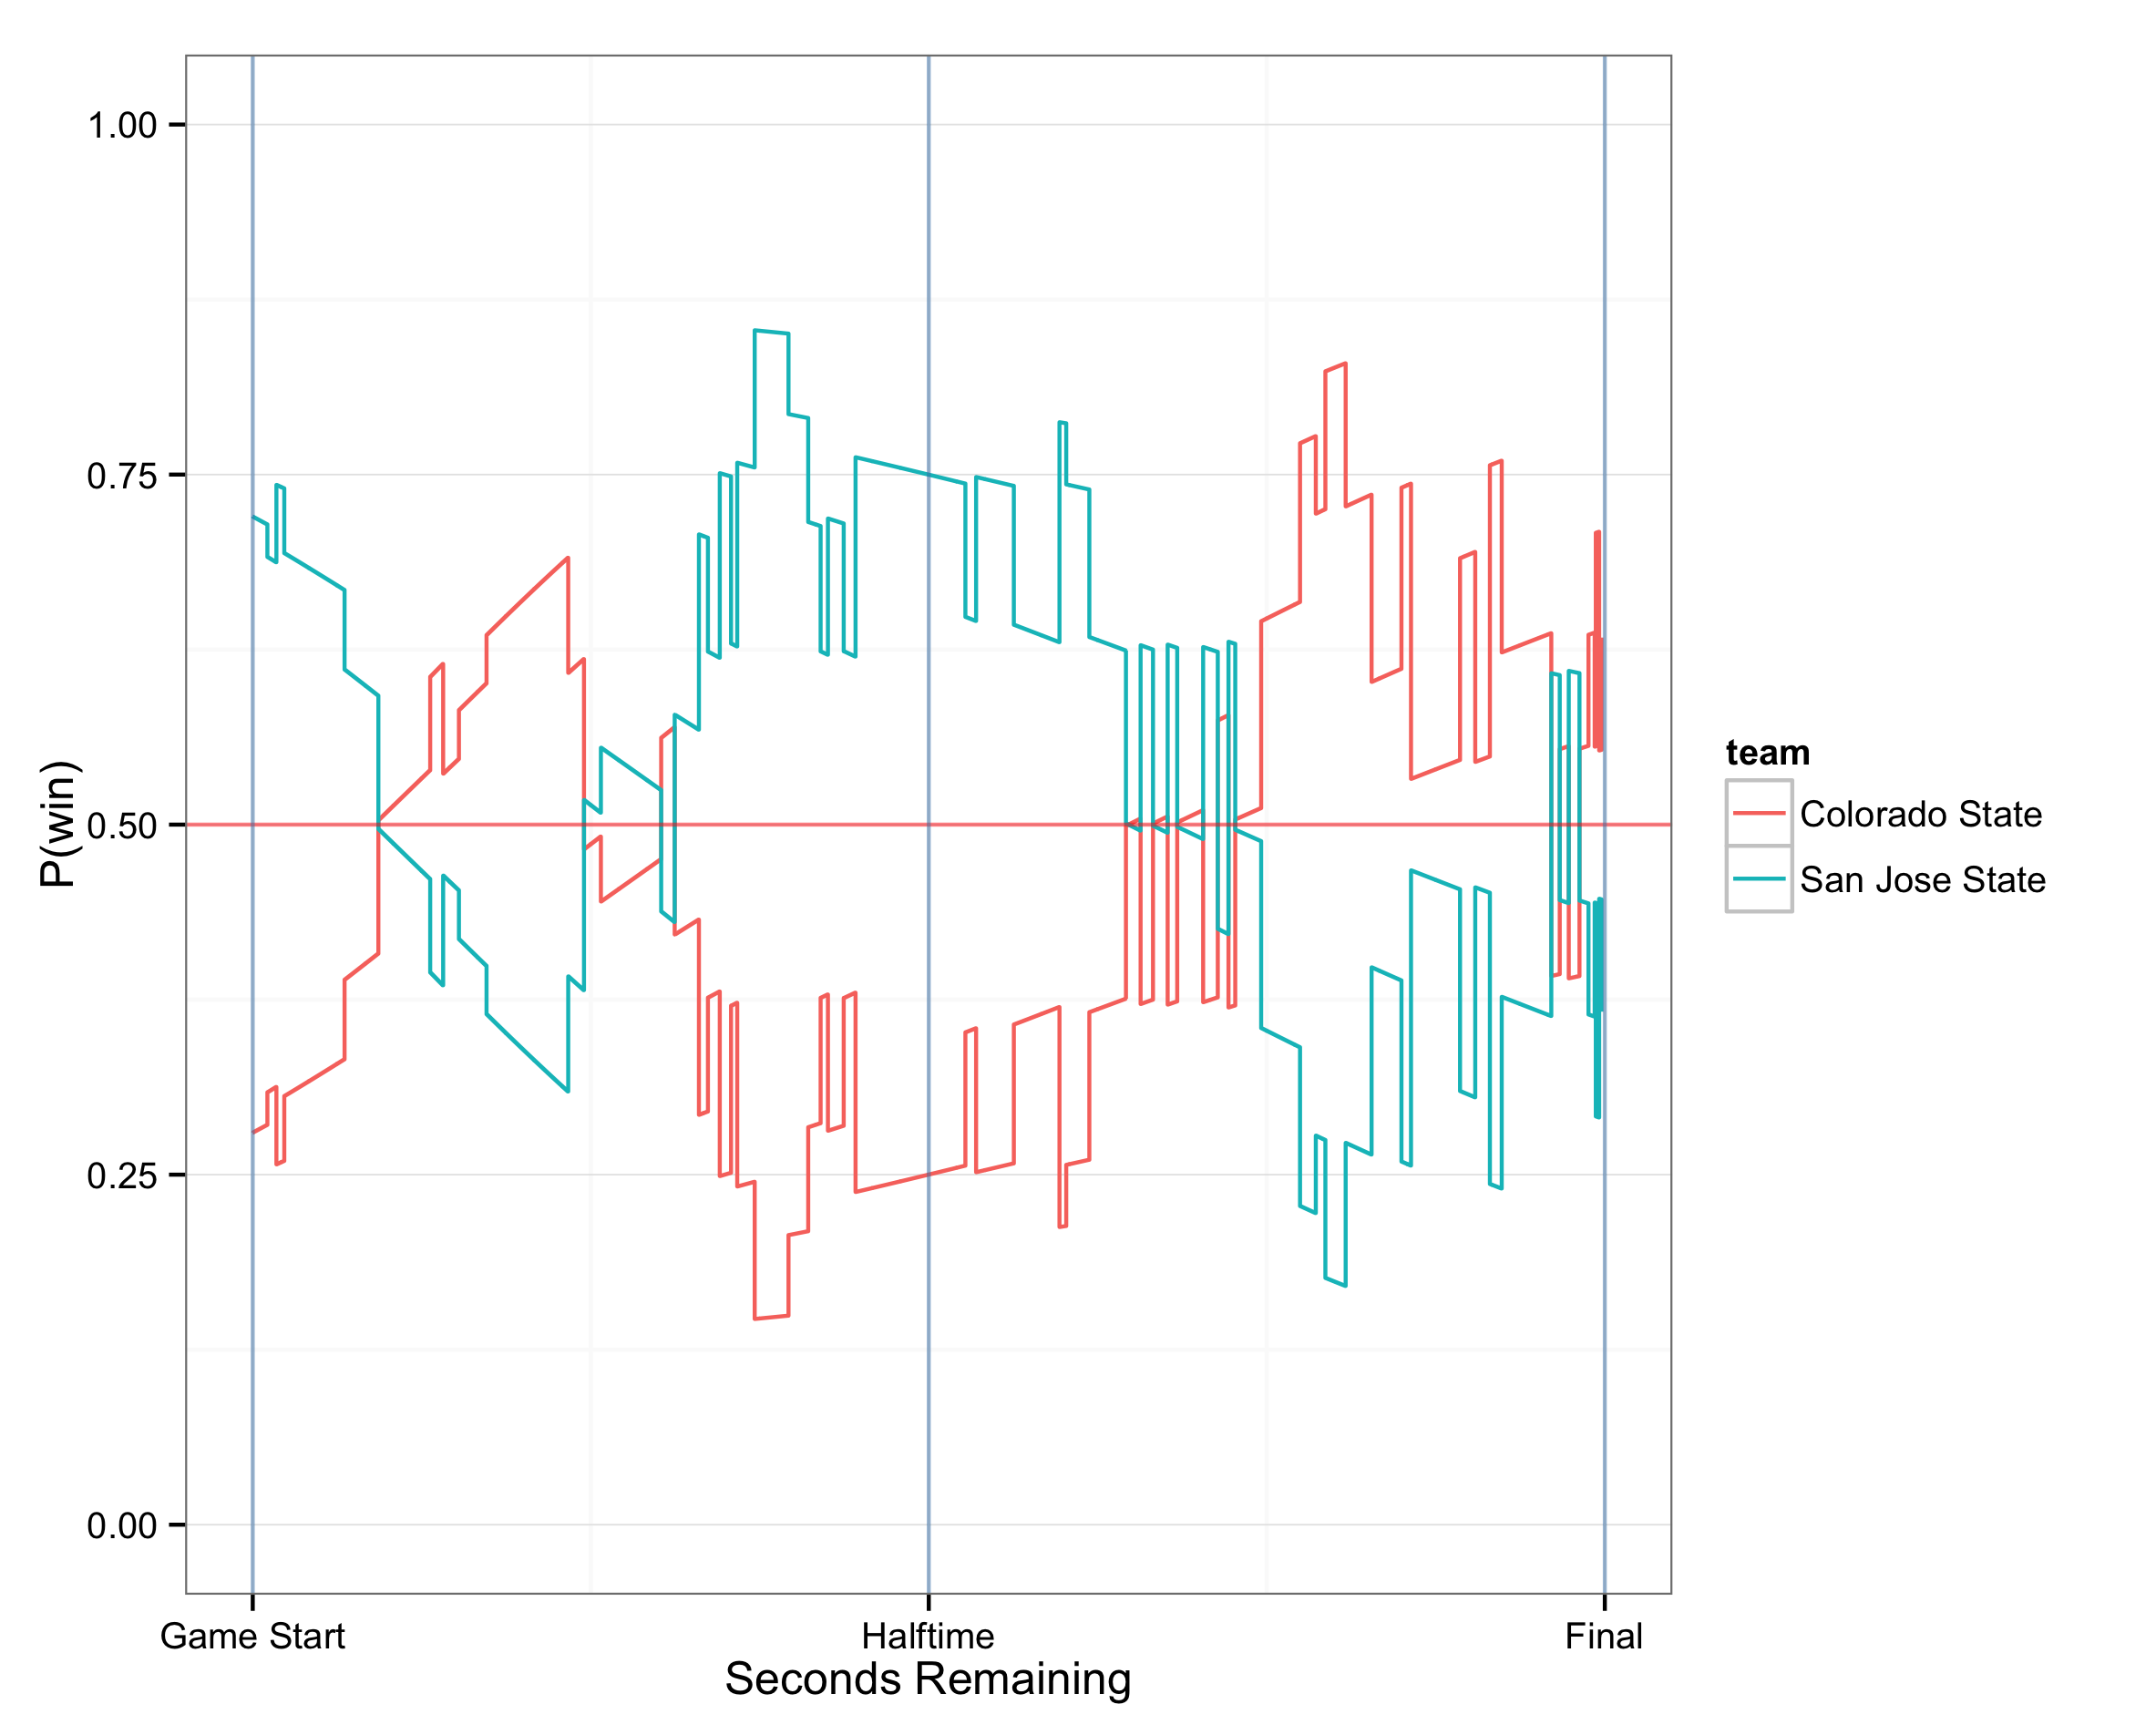 1.00
0.75
0.50
0.25
0.00
P(win)
Game Start
Halftime
Final
Seconds Remaining
team
Colorado State
San Jose State